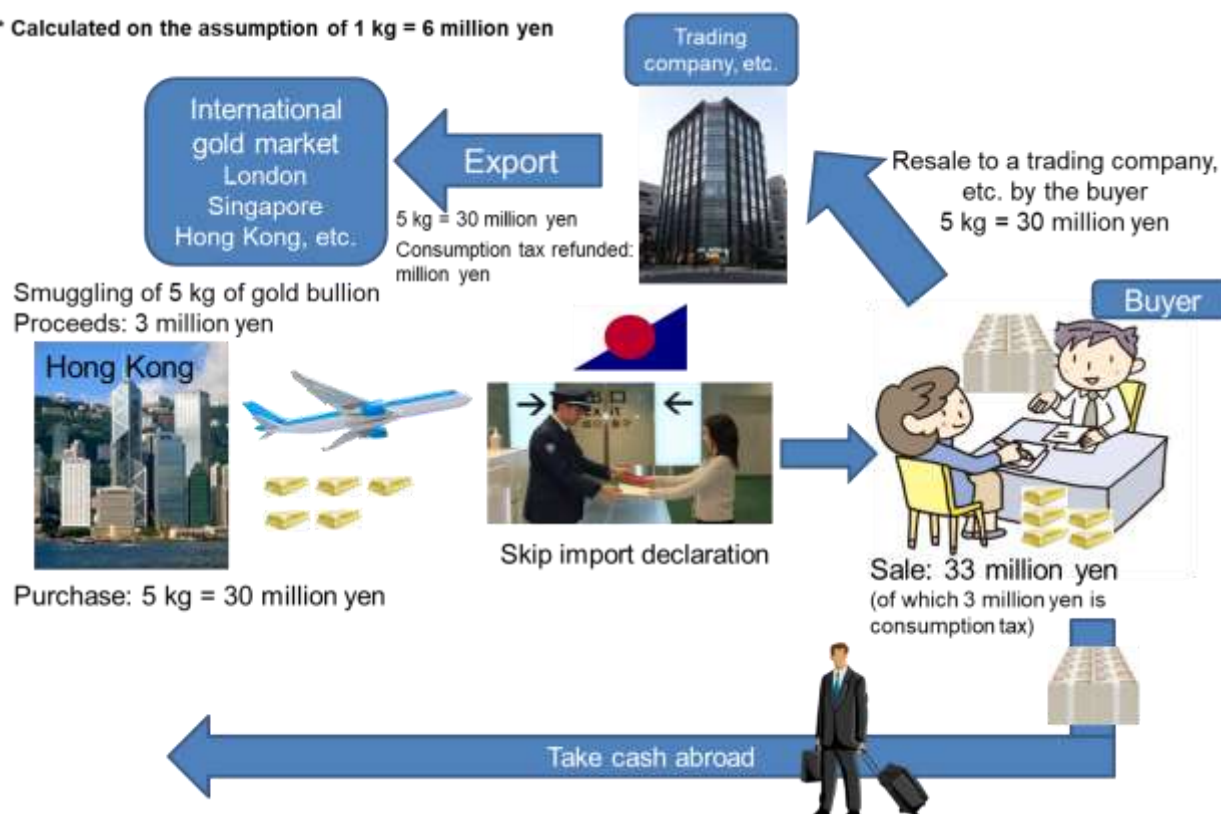 * Calculated on the assumption of 1 kg = 6 million yen
Trading
company, etc.
International
gold market
London
Singapore
Hong Kong, etc.
Export
5 kg = 30 million yen
Consumption tax refunded:
million yen
Resale to a trading company,
etc. by the buyer
5 kg = 30 million yen
Smuggling of 5 kg of gold bullion
Proceeds: 3 million yen
Buyer
Hong Kong
出口
EXIT
Skip import declaration
Purchase: 5 kg = 30 million yen
Sale: 33 million yen
(of which 3 million yen is
consumption tax)
Take cash abroad